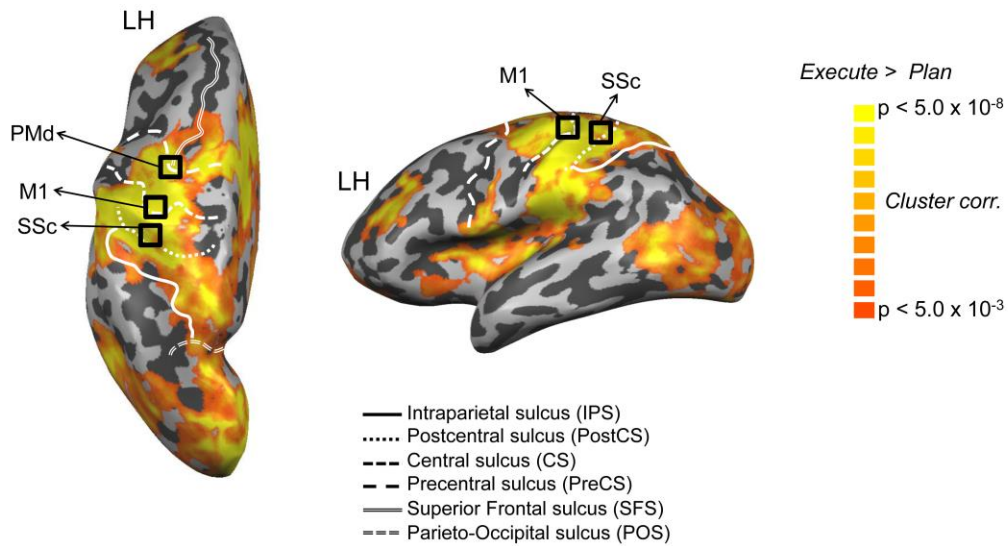 LH
PMd
M1
SSc
M1
SSc
LH
Execute > Plan
p < 5.0 x 10⁻⁸
Cluster corr.
p < 5.0 x 10⁻³
Intraparietal sulcus (IPS)
Postcentral sulcus (PostCS)
Central sulcus (CS)
Precentral sulcus (PreCS)
Superior Frontal sulcus (SFS)
Parieto-Occipital sulcus (POS)